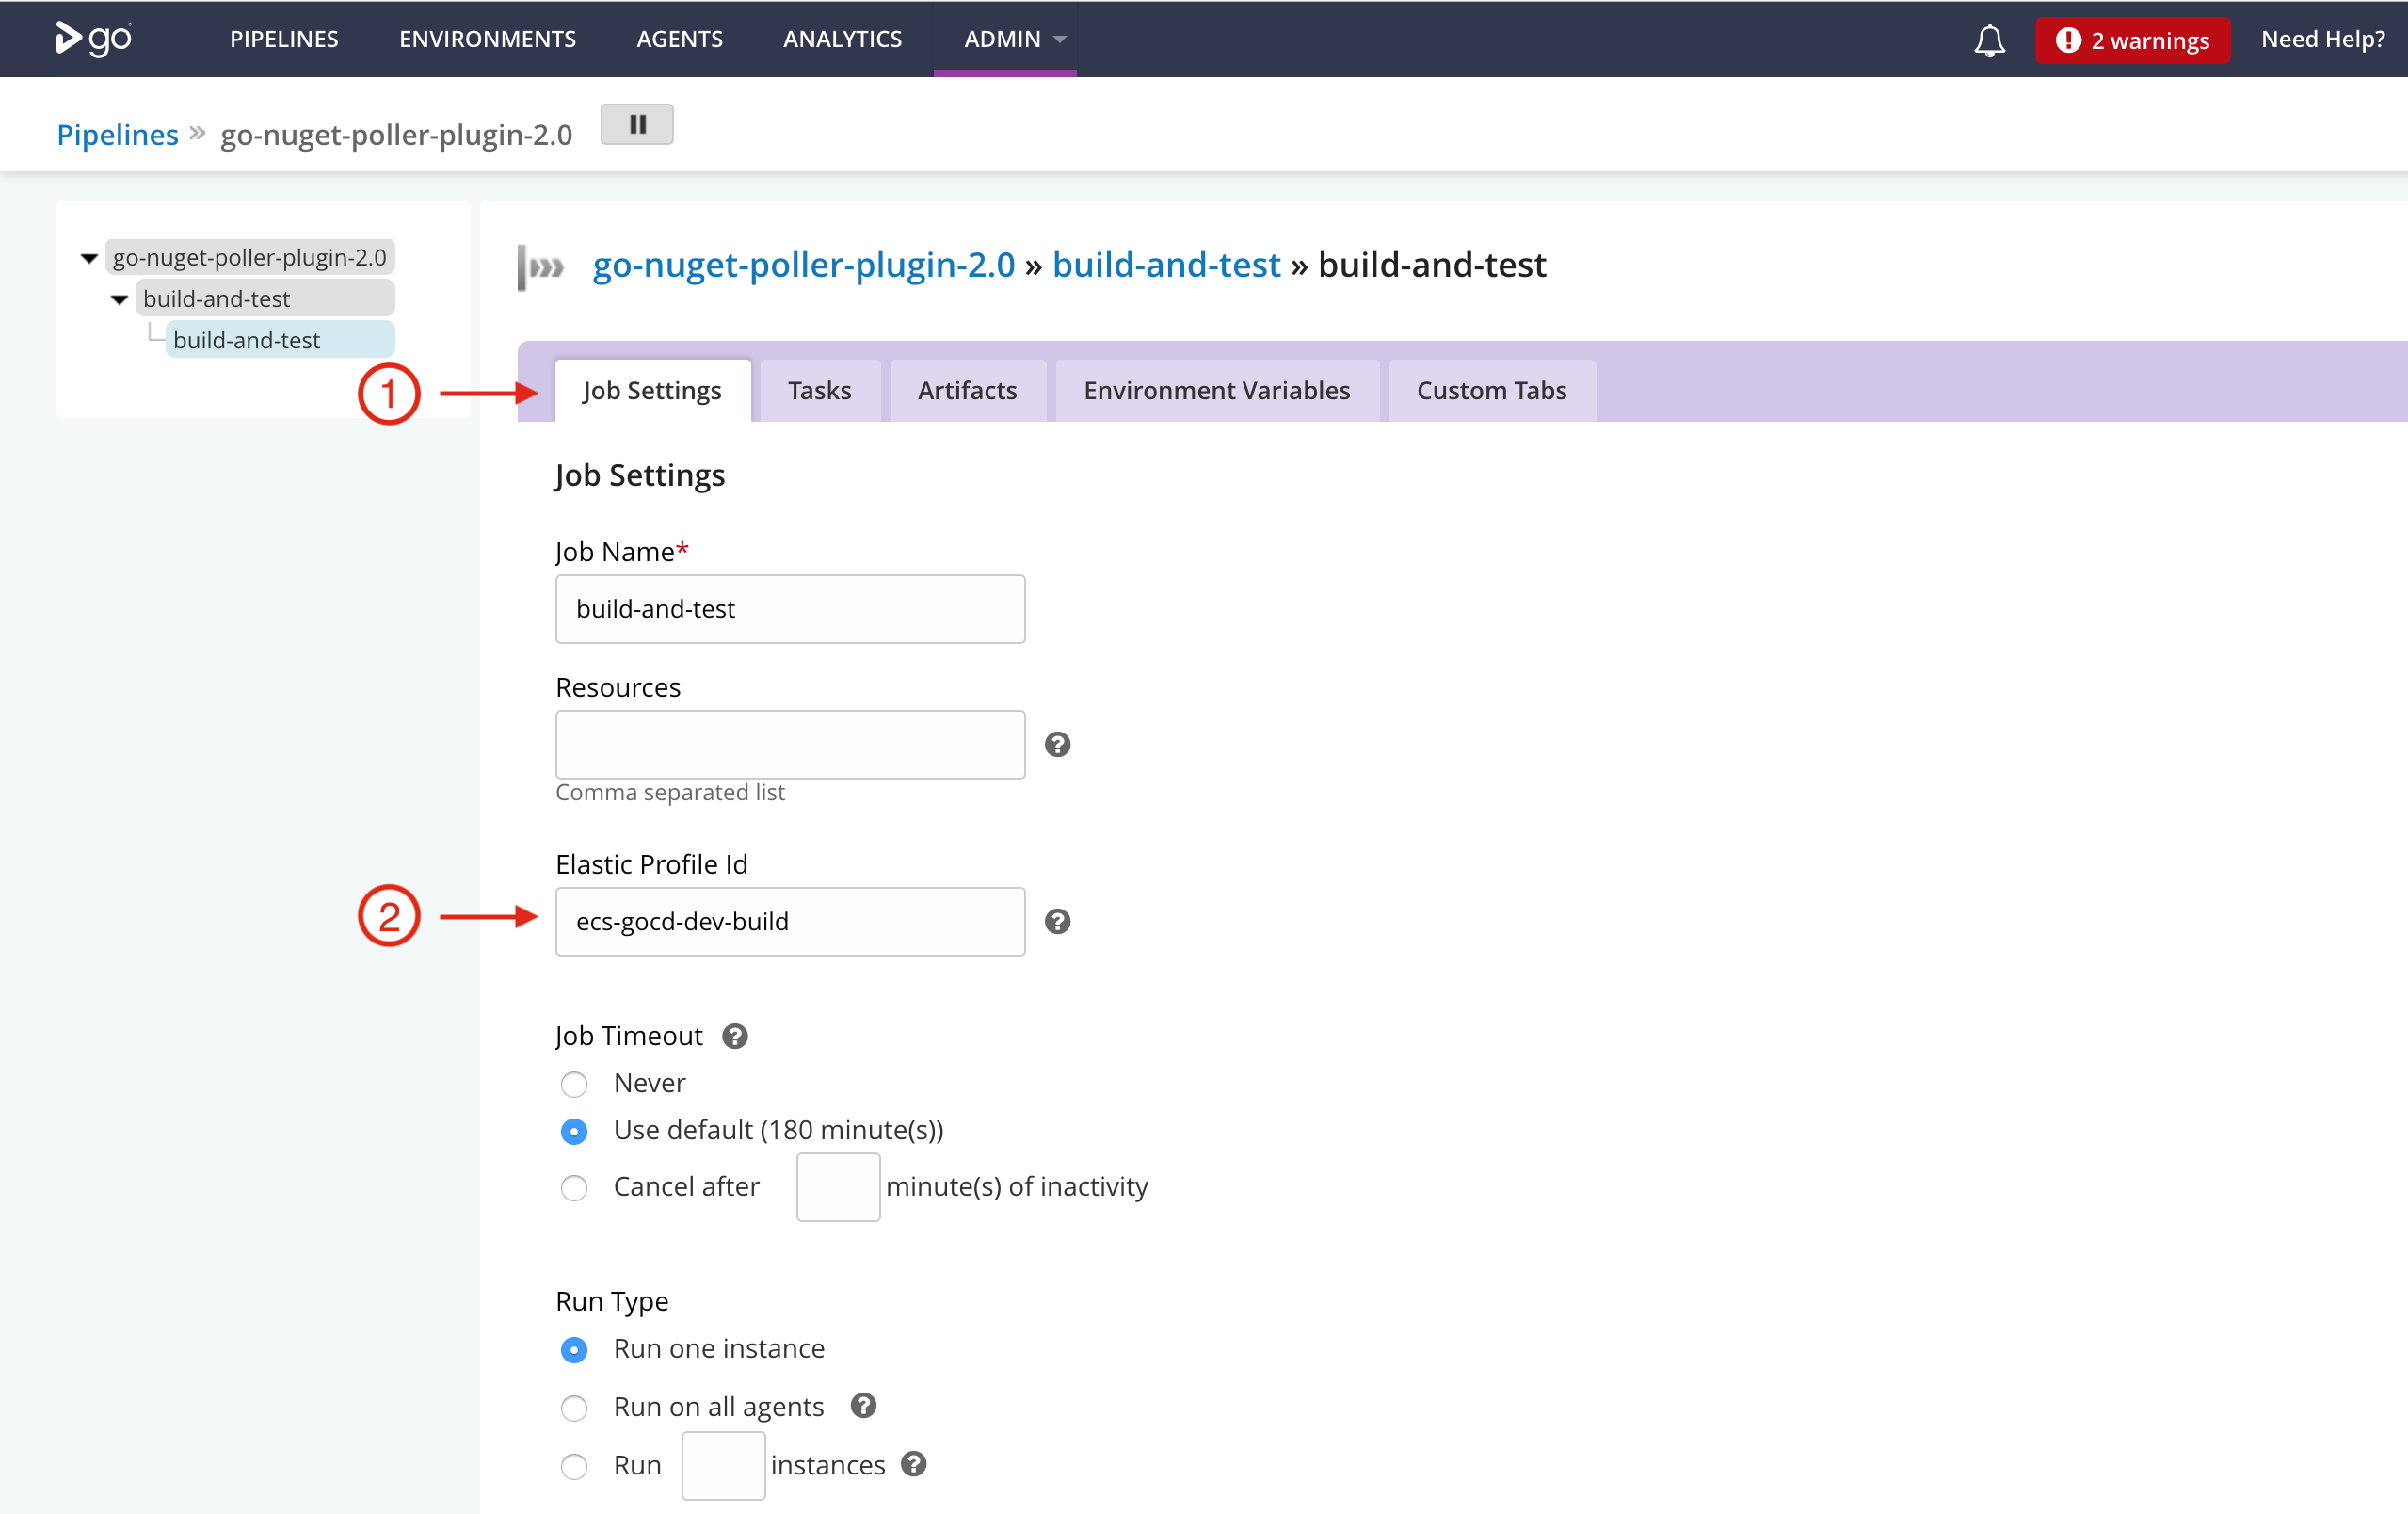 go PIPELINES ENVIRONMENTS AGENTS ANALYTICS ADMIN 2 warnings Need Help?
Pipelines » go-nuget-poller-plugin-2.0
go-nuget-poller-plugin-2.0
build-and-test
build-and-test
go-nuget-poller-plugin-2.0 » build-and-test » build-and-test
1
Job Settings Tasks Artifacts Environment Variables Custom Tabs
Job Settings
Job Name*
build-and-test
Resources
?
Comma separated list
Elastic Profile Id
2
ecs-gocd-dev-build ?
Job Timeout ?
Never
Use default (180 minute(s))
Cancel after minute(s) of inactivity
Run Type
Run one instance
Run on all agents ?
Run instances ?